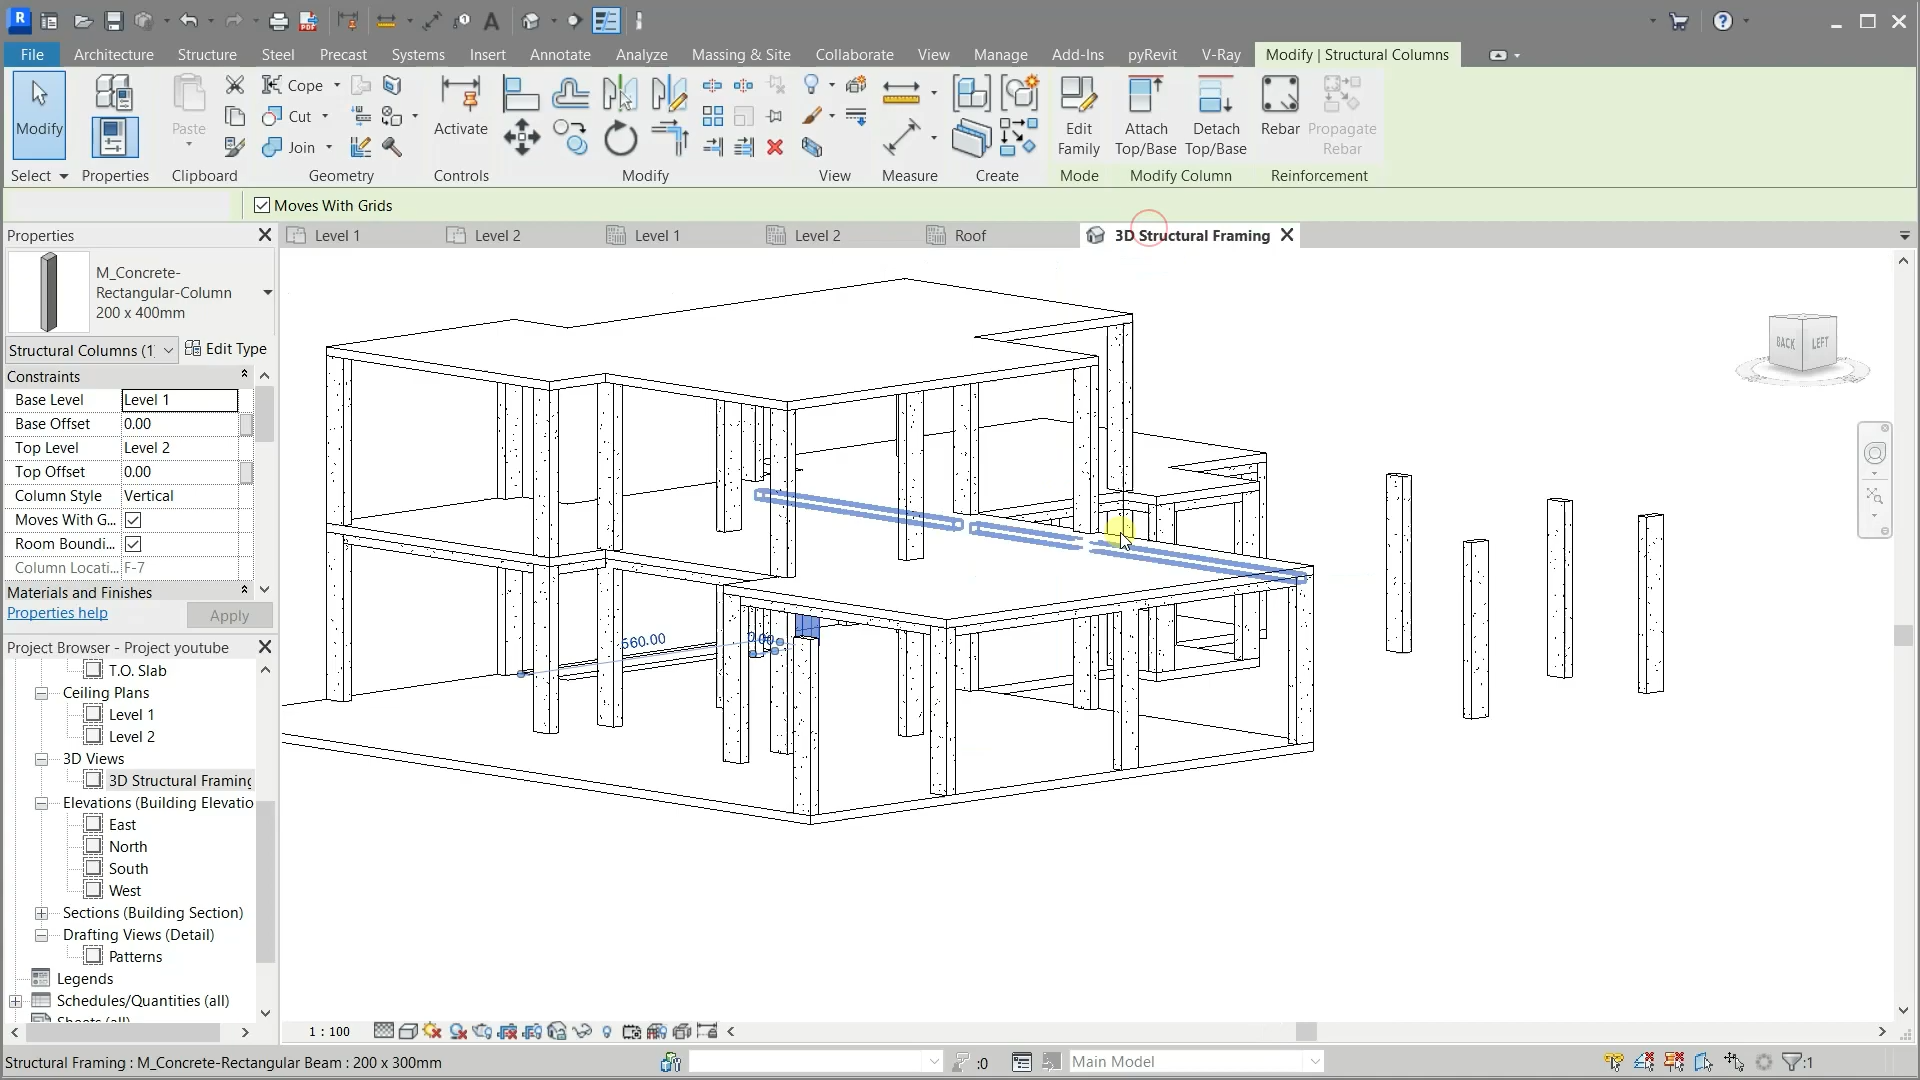 R
PDF
A
?
File
Architecture
Structure
Steel
Precast
Systems
Insert
Annotate
Analyze
Massing & Site
Collaborate
View
Manage
Add-Ins
pyRevit
V-Ray
Modify | Structural Columns
Modify
Paste
Cope
Cut
Join
Activate
Edit
Family
Attach
Top/Base
Detach
Top/Base
Rebar
Propagate
Rebar
Select
Properties
Clipboard
Geometry
Controls
Modify
View
Measure
Create
Mode
Modify Column
Reinforcement
Moves With Grids
Properties
Level 1
Level 2
Level 1
Level 2
Roof
3D Structural Framing
M_Concrete-
Rectangular-Column
200 x 400mm
Structural Columns (1)
Edit Type
Constraints
Base Level
Level 1
Base Offset
0.00
Top Level
Level 2
Top Offset
0.00
Column Style
Vertical
Moves With G...
Room Boundi...
Column Locati...
F-7
Materials and Finishes
Properties help
Apply
Project Browser - Project youtube
T.O. Slab
Ceiling Plans
Level 1
Level 2
3D Views
3D Structural Framing
Elevations (Building Elevatio
East
North
South
West
Sections (Building Section)
Drafting Views (Detail)
Patterns
Legends
Schedules/Quantities (all)
Sheets (all)
BACK
LEFT
560.00
0.00
1 : 100
Structural Framing : M_Concrete-Rectangular Beam : 200 x 300mm
:0
Main Model
:1